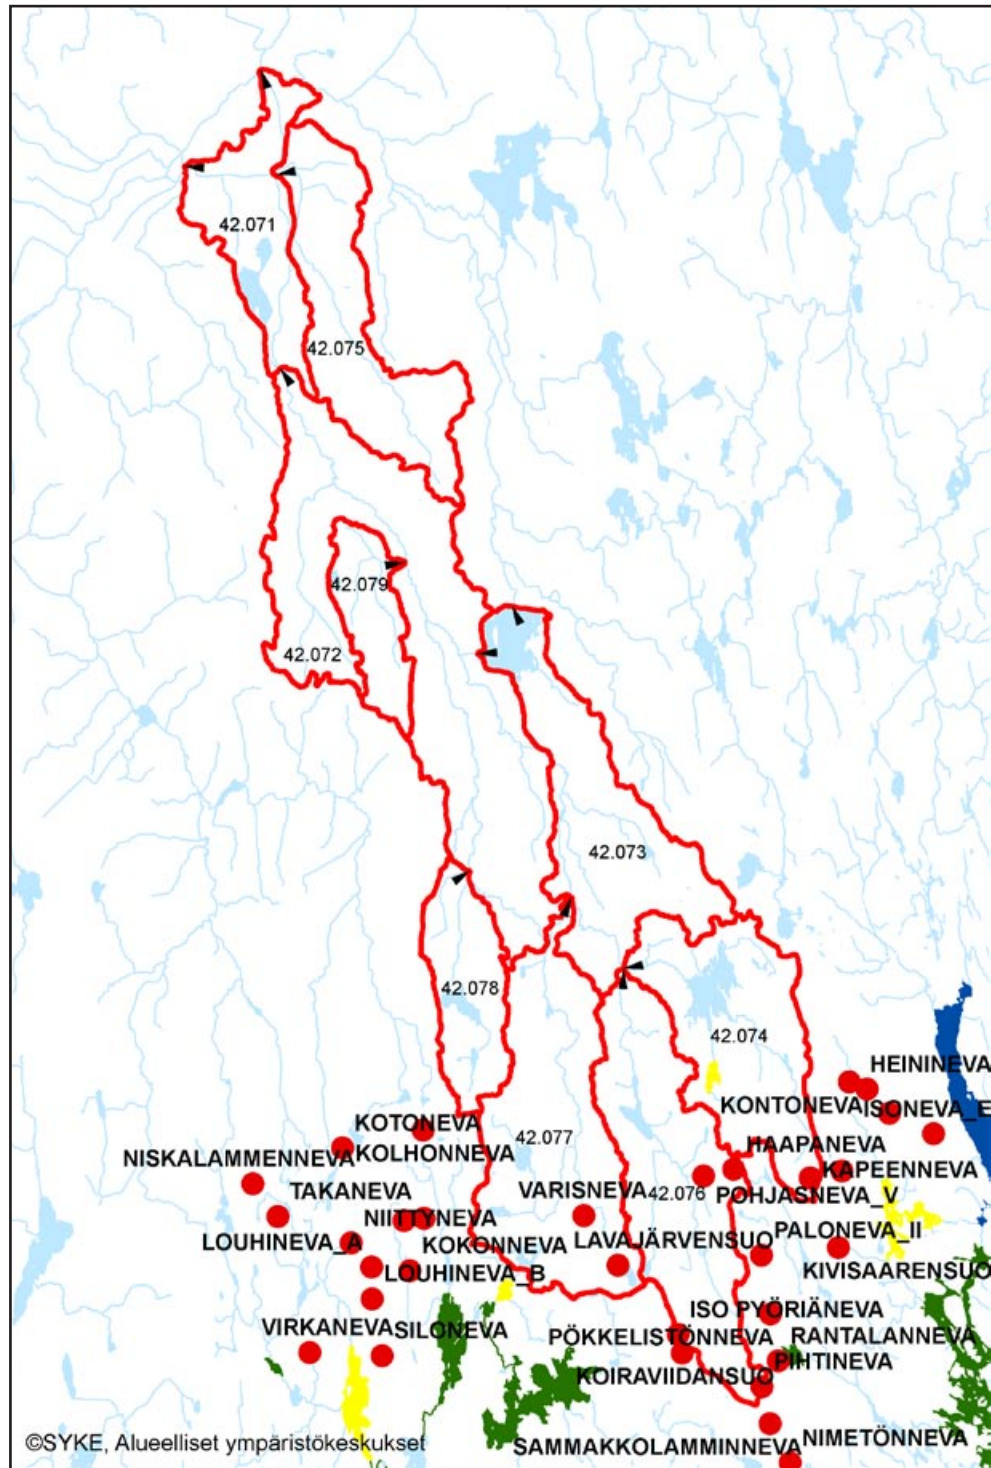 42.071
42.075
42.079
42.072
42.073
42.078
42.074
HEININEVA
KONTONEVA
ISONEVA_E
KOTONEVA
42.077
HAAPANEVA
KOLHONNEVA
NISKALAMMENNEVA
KAPEENNEVA
TAKANEVA
VARISNEVA
42.076
POHJASNEVA_V
NIITTYNEVA
LOUHINEVA_A
KOKONNEVA
LAVAJÄRVENSUO
PALONEVA_II
LOUHINEVA_B
KIVISAARENSUO
ISO PYÖRIÄNEVA
VIRKANEVA
SILONEVA
PÖKKELISTÖNNEVA
RANTALANNEVA
PIHTINEVA
KOIRAVIIDANSUO
©SYKE, Alueelliset ympäristökeskukset
SAMMAKKOLAMMINNEVA
NIMETÖNNEVA